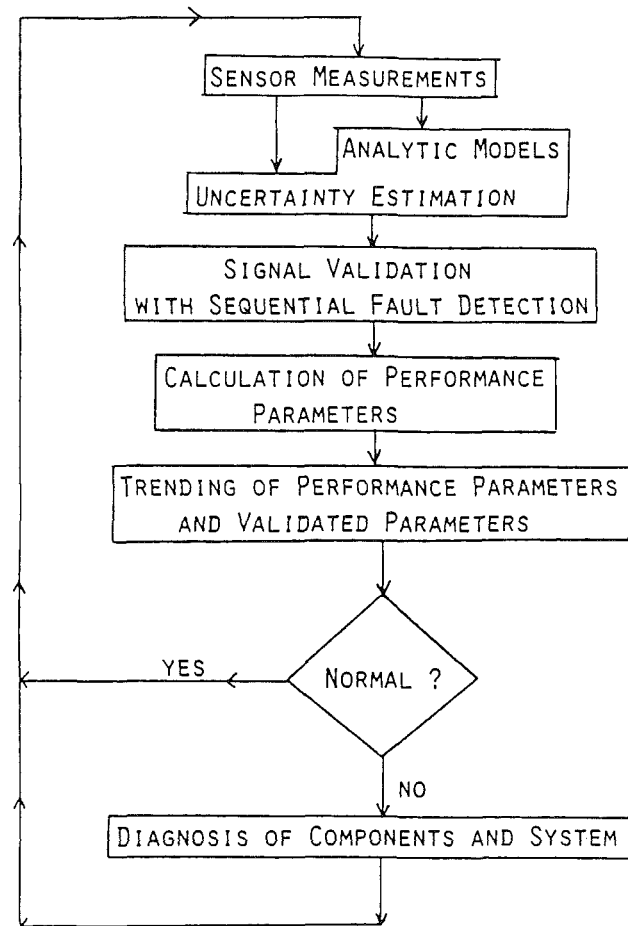 SENSOR MEASUREMENTS
ANALYTIC MODELS
UNCERTAINTY ESTIMATION
SIGNAL VALIDATION
WITH SEQUENTIAL FAULT DETECTION
CALCULATION OF PERFORMANCE
PARAMETERS
TRENDING OF PERFORMANCE PARAMETERS
AND VALIDATED PARAMETERS
YES
NORMAL ?
NO
DIAGNOSIS OF COMPONENTS AND SYSTEM